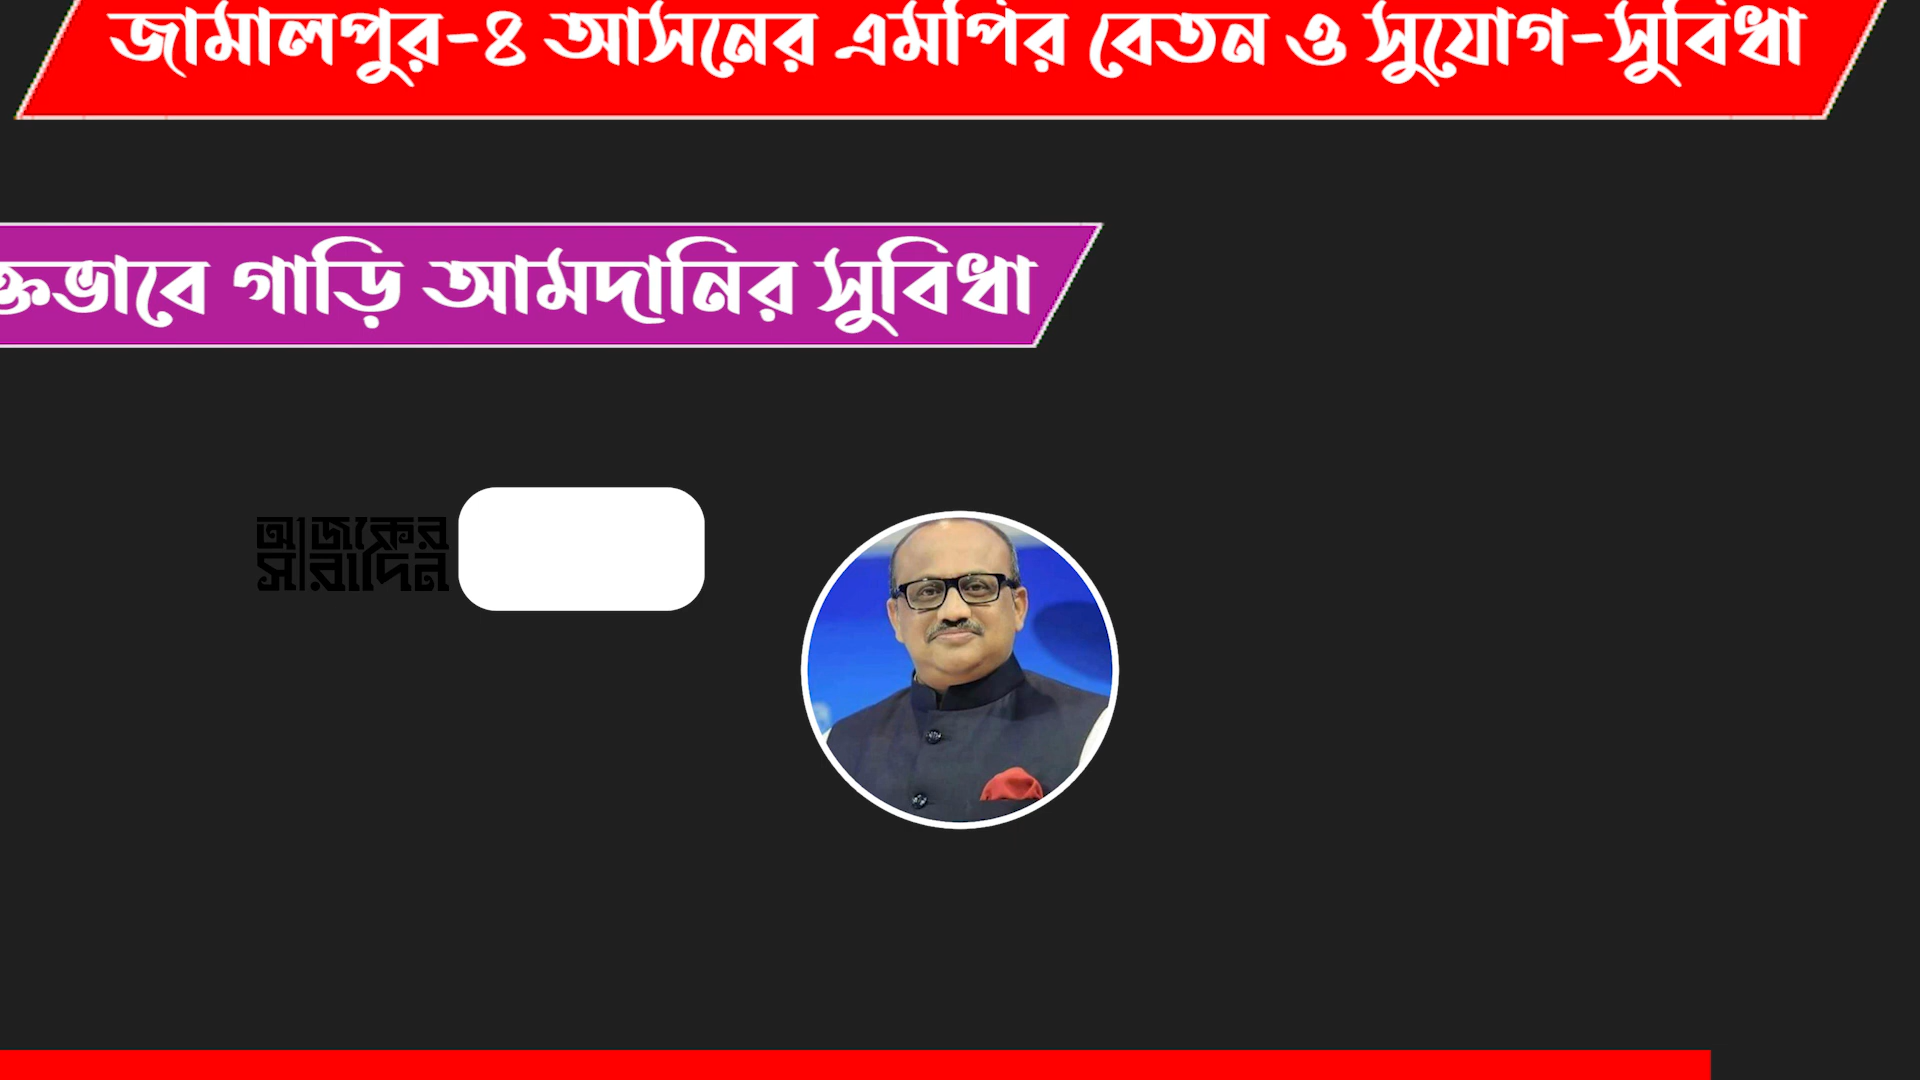 জামালপুর-৪ আসনের এমপির বেতন ও সুযোগ-সুবিধা
গাড়ি আমদানির সুবিধা
আজকের
সারাদিন